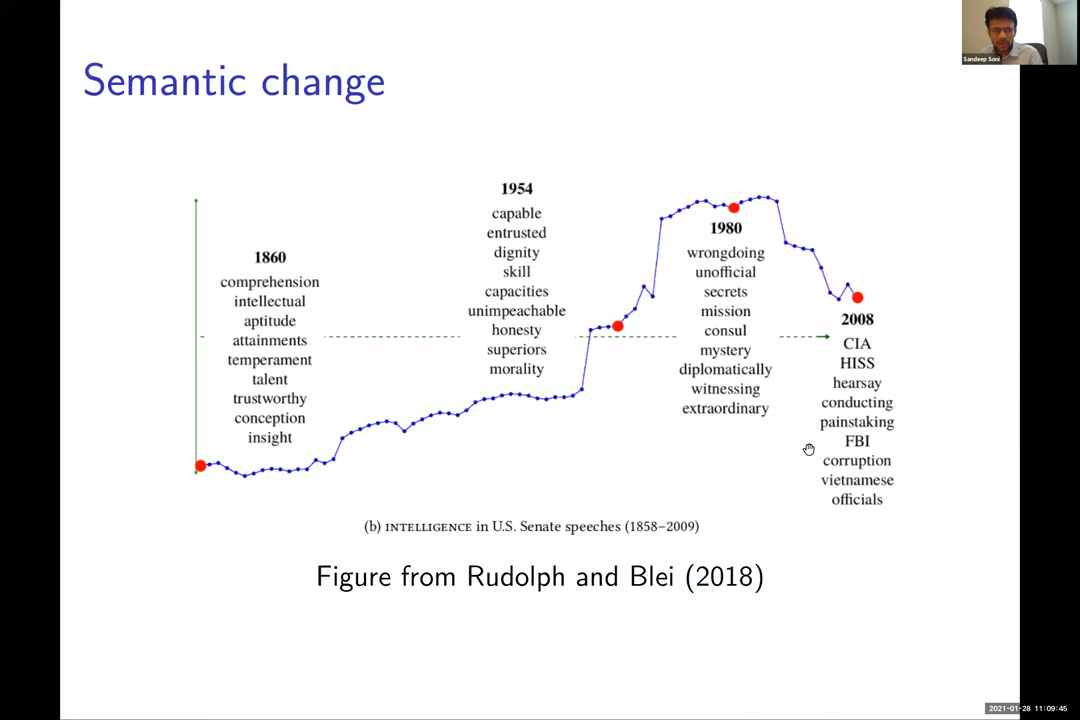 Semantic change
Sandeep Soni
1860
comprehension
intellectual
aptitude
attainments
temperament
talent
trustworthy
conception
insight
1954
capable
entrusted
dignity
skill
capacities
unimpeachable
honesty
superiors
morality
1980
wrongdoing
unofficial
secrets
mission
consul
mystery
diplomatically
witnessing
extraordinary
2008
CIA
HISS
hearsay
conducting
painstaking
FBI
corruption
vietnamese
officials
(b) INTELLIGENCE in U.S. Senate speeches (1858–2009)
Figure from Rudolph and Blei (2018)
2021-01-28 11:09:45